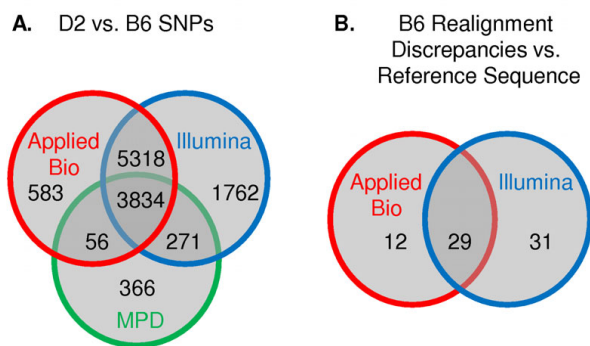 A. D2 vs. B6 SNPs
Applied
Bio
Illumina
583
5318
1762
3834
56
271
366
MPD
B. B6 Realignment
Discrepancies vs.
Reference Sequence
Applied
Bio
Illumina
12
29
31